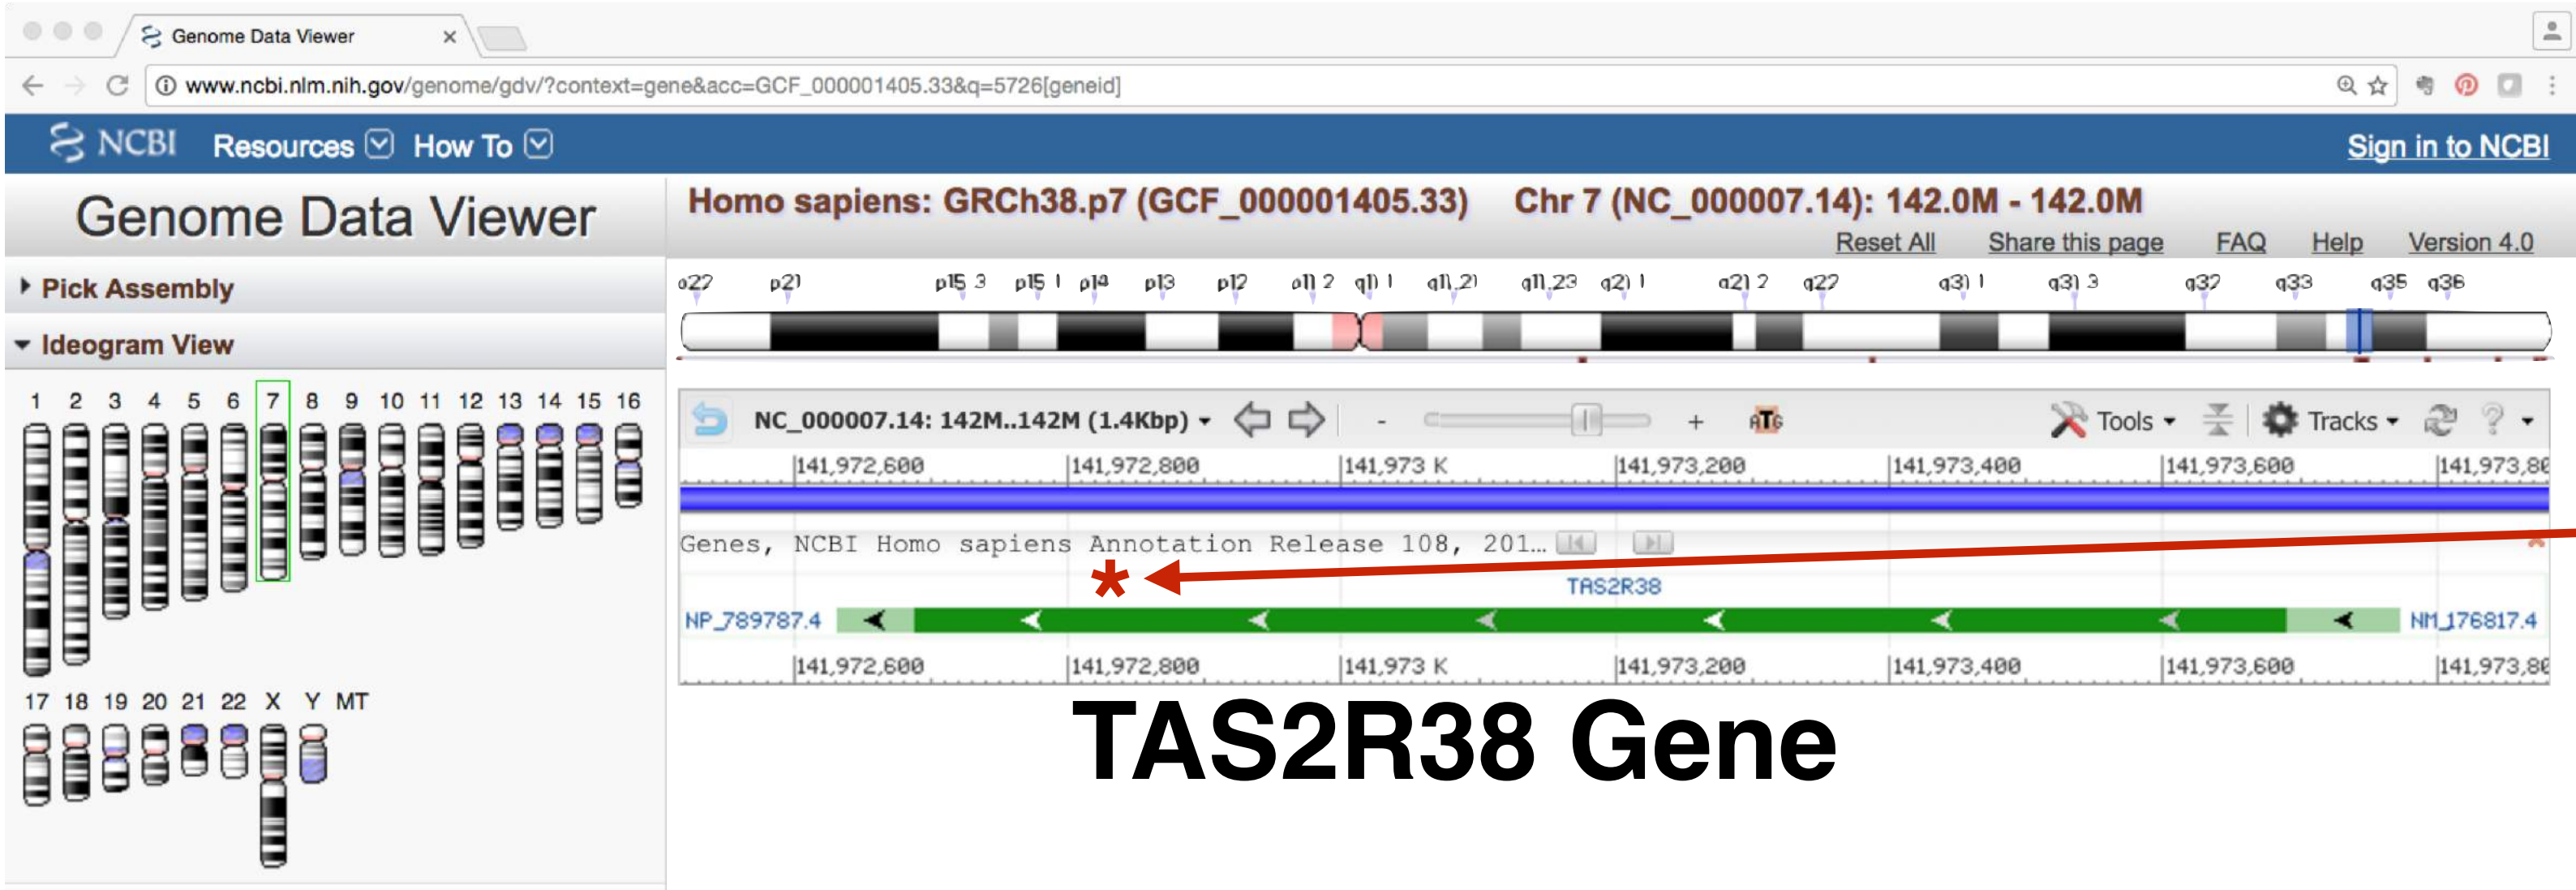 Genome Data Viewer
www.ncbi.nlm.nih.gov/genome/gdv/?context=gene&acc=GCF_000001405.33&q=5726[geneid]
NCBI Resources How To Sign in to NCBI
Genome Data Viewer
Homo sapiens: GRCh38.p7 (GCF_000001405.33) Chr 7 (NC_000007.14): 142.0M - 142.0M
Reset All Share this page FAQ Help Version 4.0
Pick Assembly
Ideogram View
p21 p15.3 p15.1 p14 p13 p12 q11.21 q11.23 q21.1 q21.2 q22 q31.1 q31.3 q32 q33 q35 q36
1 2 3 4 5 6 7 8 9 10 11 12 13 14 15 16
17 18 19 20 21 22 X Y MT
NC_000007.14: 142M..142M (1.4Kbp) - + ATG Tools Tracks ?
141,972,600 141,972,800 141,973 K 141,973,200 141,973,400 141,973,600 141,973,80
Genes, NCBI Homo sapiens Annotation Release 108, 201…
*
TAS2R38
NP_789787.4 NM_176817.4
141,972,600 141,972,800 141,973 K 141,973,200 141,973,400 141,973,600 141,973,80
TAS2R38 Gene